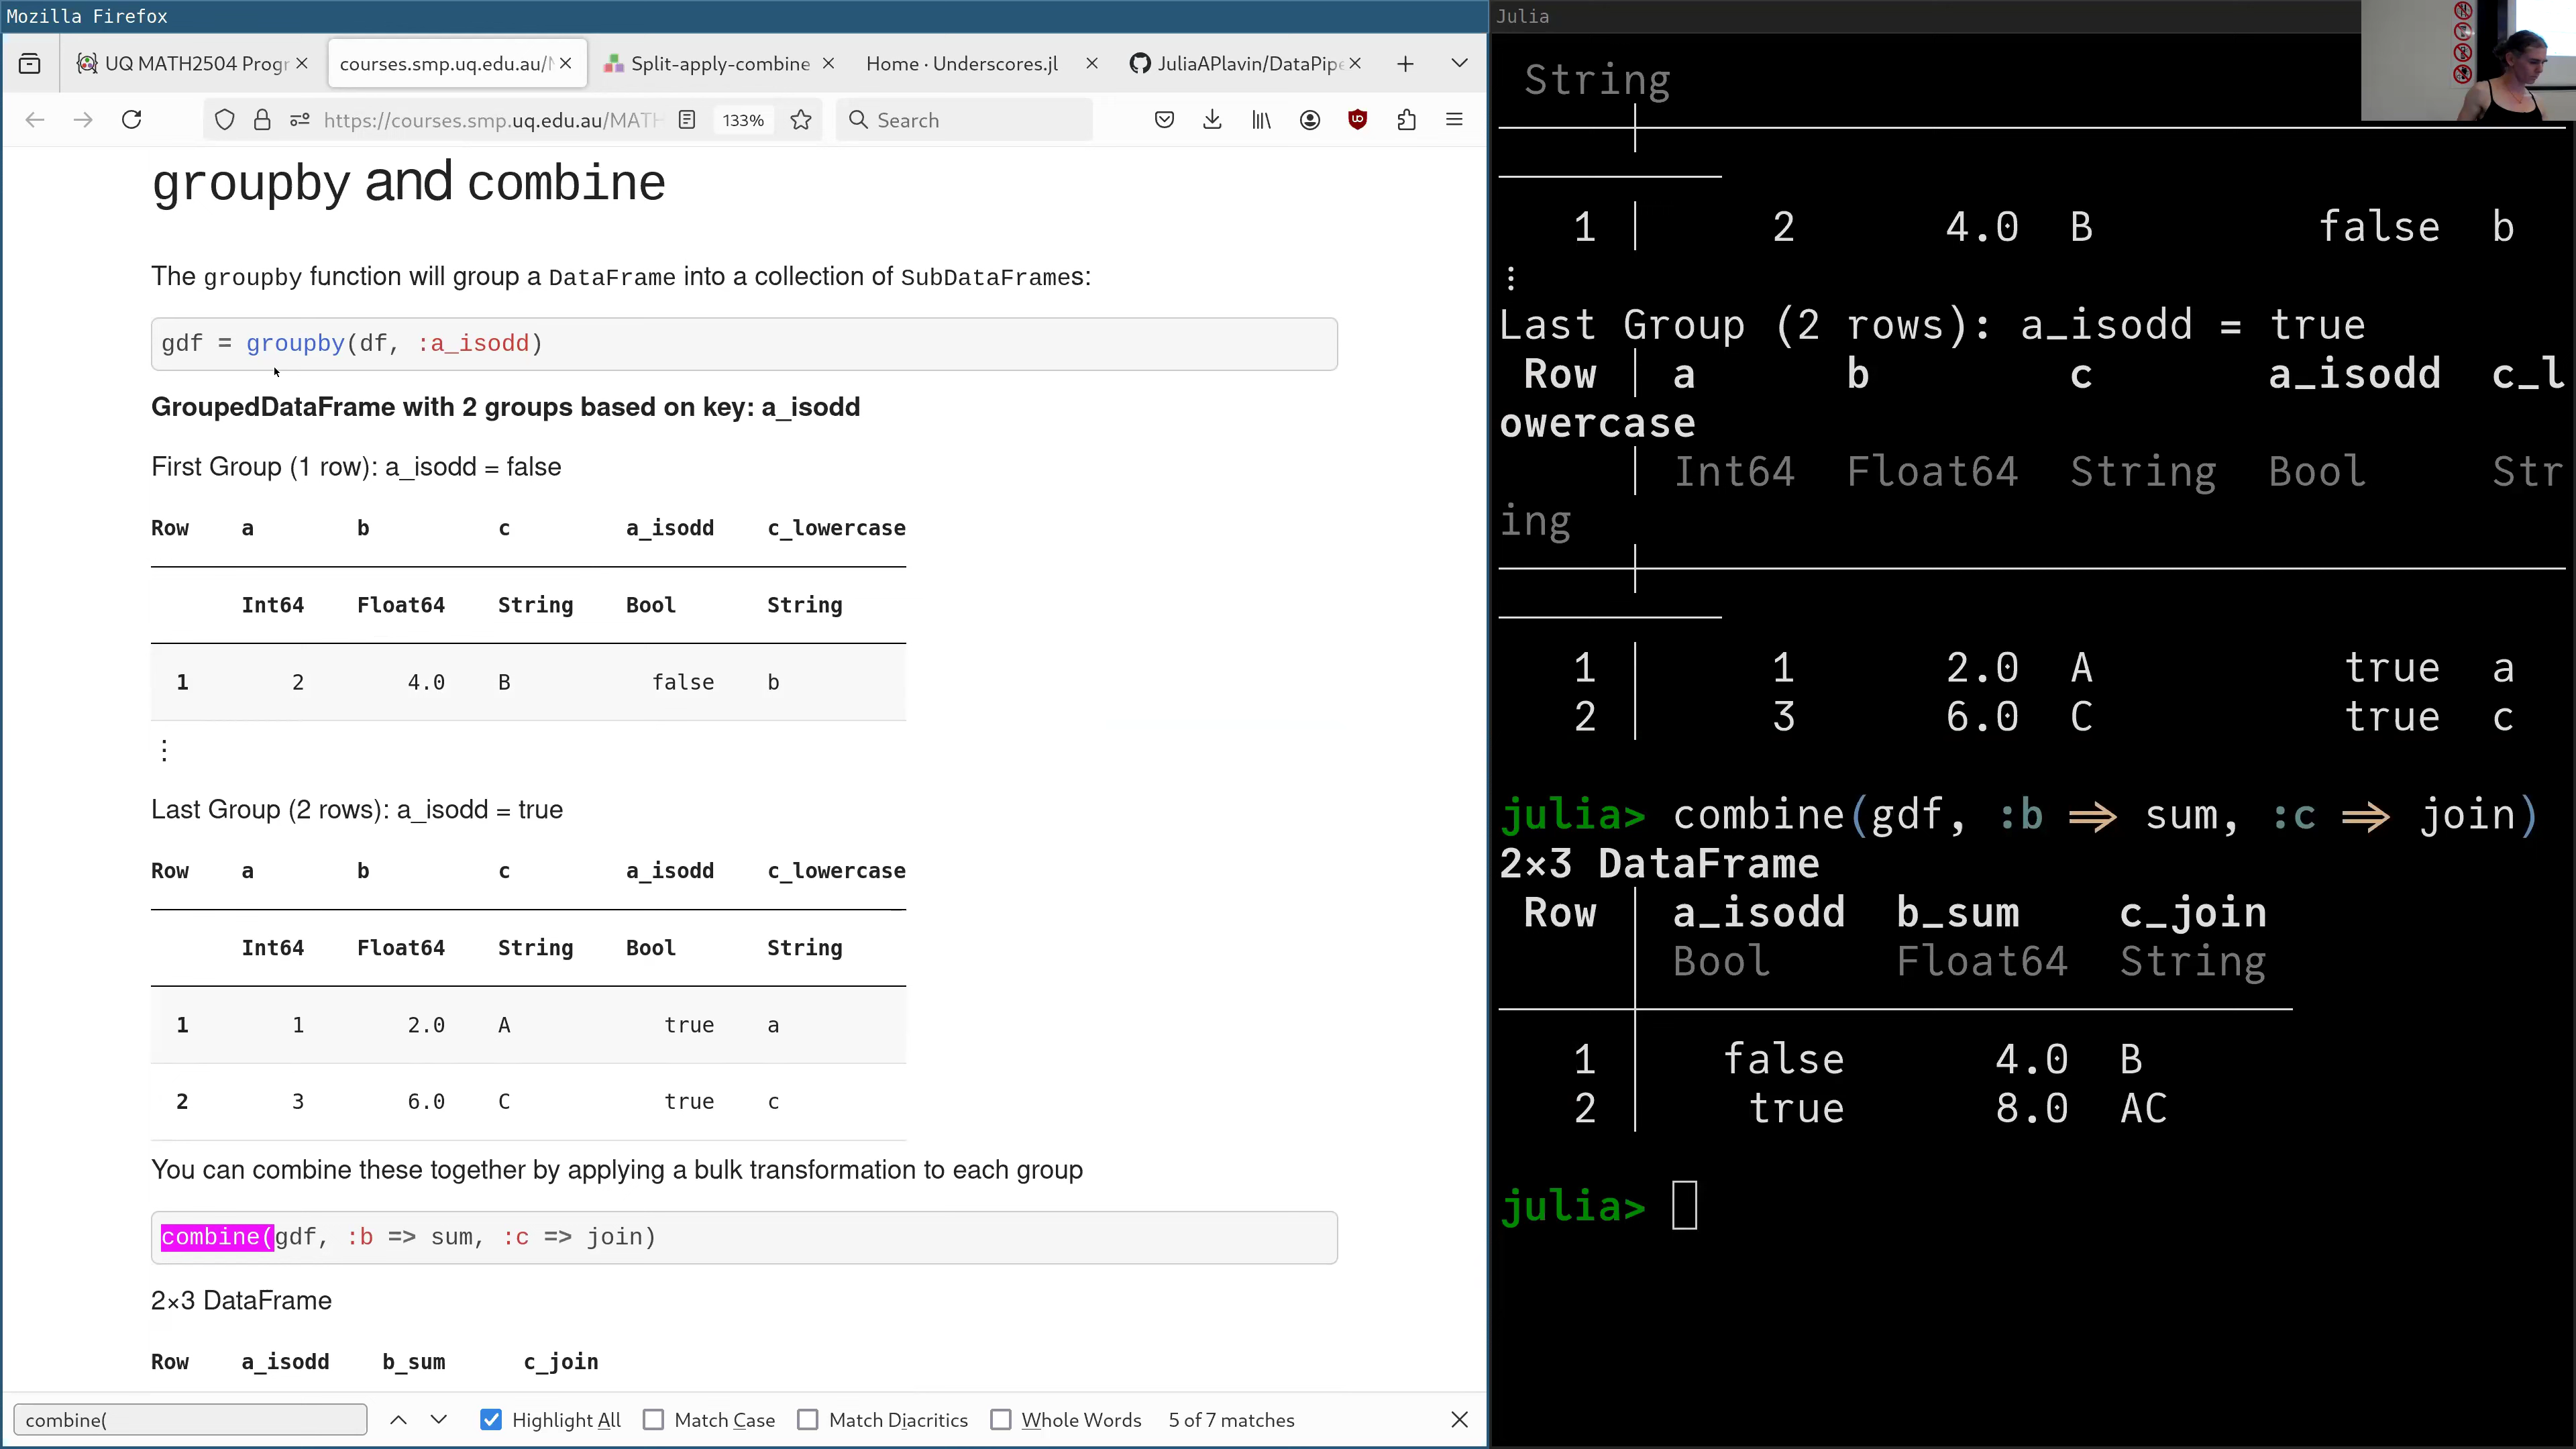 Mozilla Firefox
UQ MATH2504 Progr
courses.smp.uq.edu.au/
Split-apply-combine
Home · Underscores.jl
JuliaAPlavin/DataPipe
https://courses.smp.uq.edu.au/MATH
133%
Search
groupby and combine
The groupby function will group a DataFrame into a collection of SubDataFrames:
gdf = groupby(df, :a_isodd)
GroupedDataFrame with 2 groups based on key: a_isodd
First Group (1 row): a_isodd = false
Row a b c a_isodd c_lowercase
Int64 Float64 String Bool String
1 2 4.0 B false b
⋮
Last Group (2 rows): a_isodd = true
Row a b c a_isodd c_lowercase
Int64 Float64 String Bool String
1 1 2.0 A true a
2 3 6.0 C true c
You can combine these together by applying a bulk transformation to each group
combine(gdf, :b => sum, :c => join)
2×3 DataFrame
Row a_isodd b_sum c_join
combine(
Highlight All
Match Case
Match Diacritics
Whole Words
5 of 7 matches
Julia
String
1 2 4.0 B false b
⋮
Last Group (2 rows): a_isodd = true
Row a b c a_isodd c_l
owercase
Int64 Float64 String Bool Str
ing
1 1 2.0 A true a
2 3 6.0 C true c
julia> combine(gdf, :b => sum, :c => join)
2×3 DataFrame
Row a_isodd b_sum c_join
Bool Float64 String
1 false 4.0 B
2 true 8.0 AC
julia>